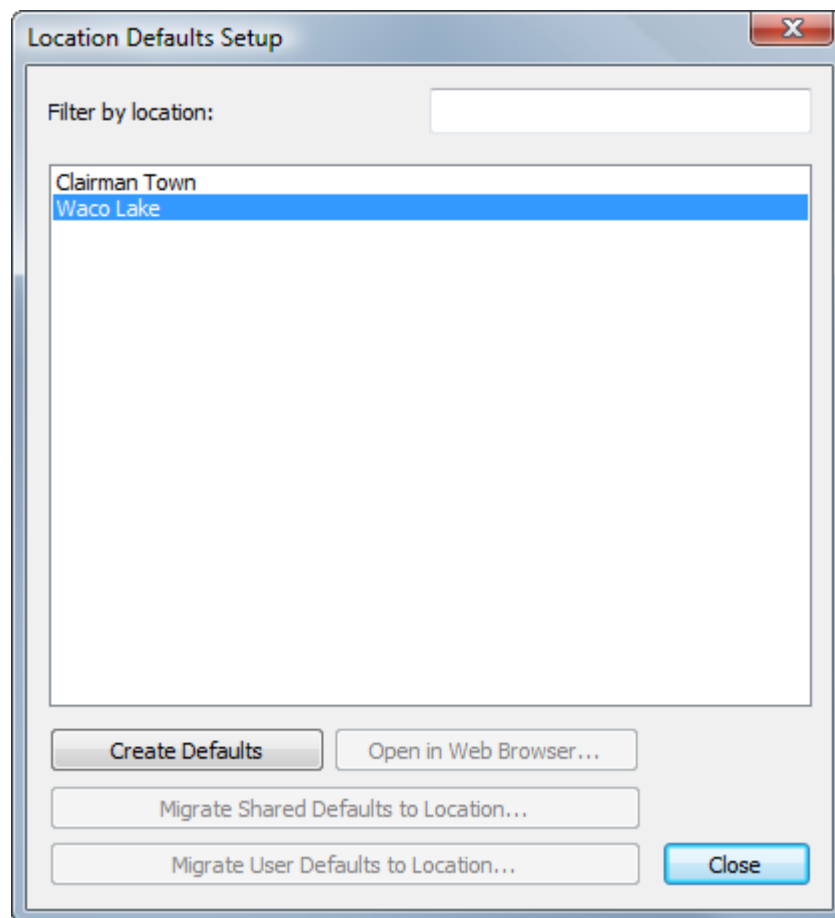 Location Defaults Setup
Filter by location:
Clairman Town
Waco Lake
Create Defaults
Open in Web Browser...
Migrate Shared Defaults to Location...
Migrate User Defaults to Location...
Close